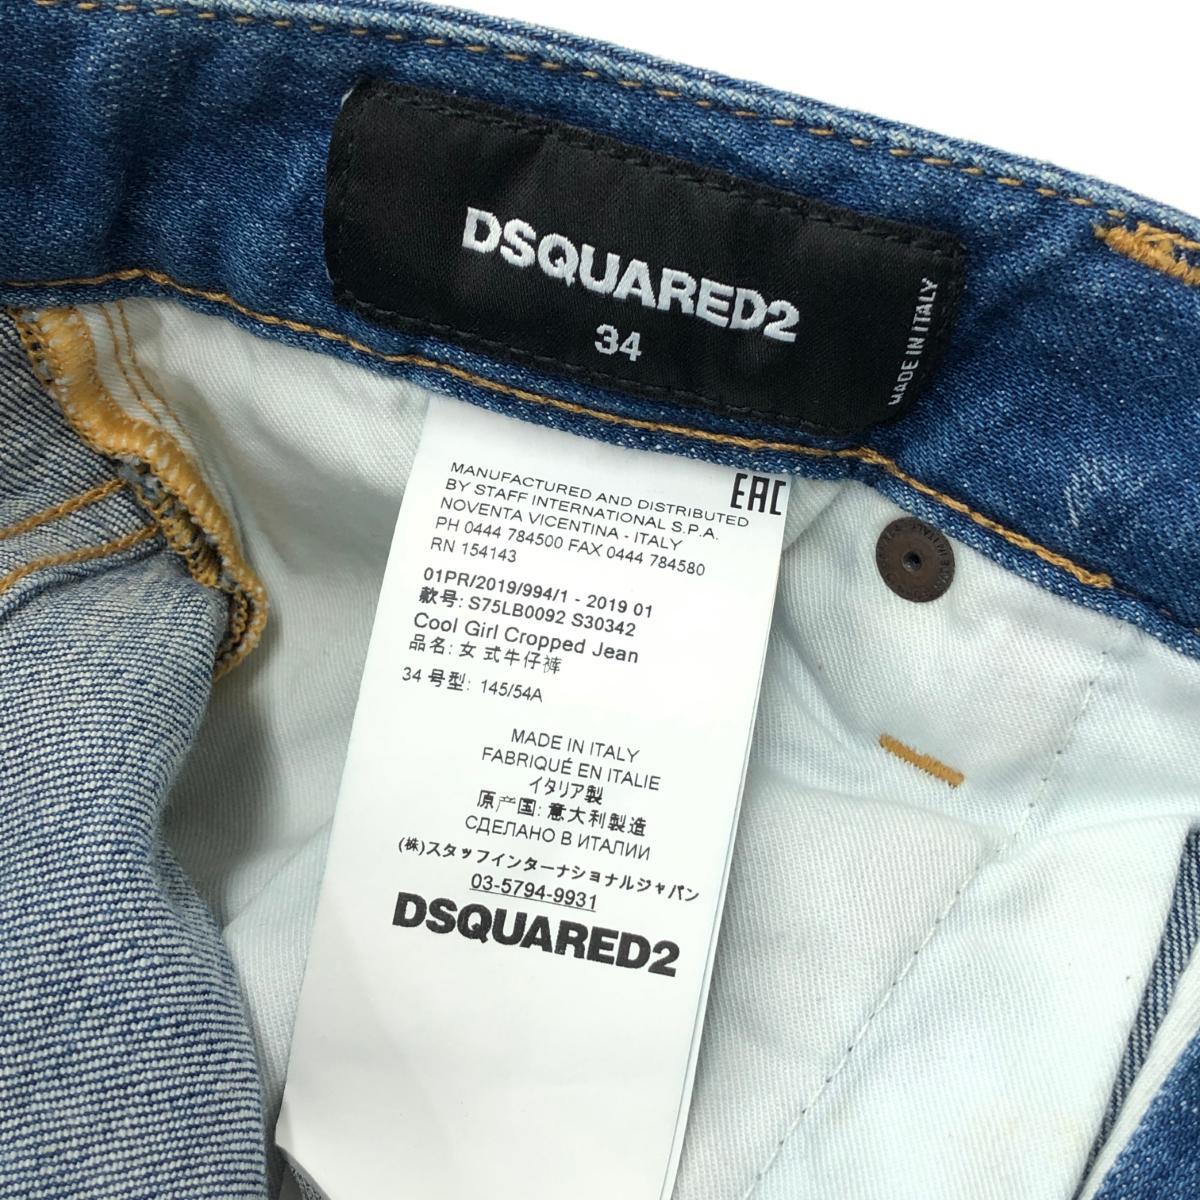 DSQUARED2
34
MADE IN ITALY
EAC
MANUFACTURED AND DISTRIBUTED
BY STAFF INTERNATIONAL S.P.A.
NOVENTA VICENTINA - ITALY
PH 0444 784500 FAX 0444 784580
RN 154143
01PR/2019/994/1 - 2019 01
款号: S75LB0092 S30342
Cool Girl Cropped Jean
品名: 女 式牛仔裤
34 号型: 145/54A
MADE IN ITALY
FABRIQUÉ EN ITALIE
イタリア製
原产国: 意大利製造
СДЕЛАНО В ИТАЛИИ
(株)スタッフインターナショナルジャパン
03-5794-9931
DSQUARED2